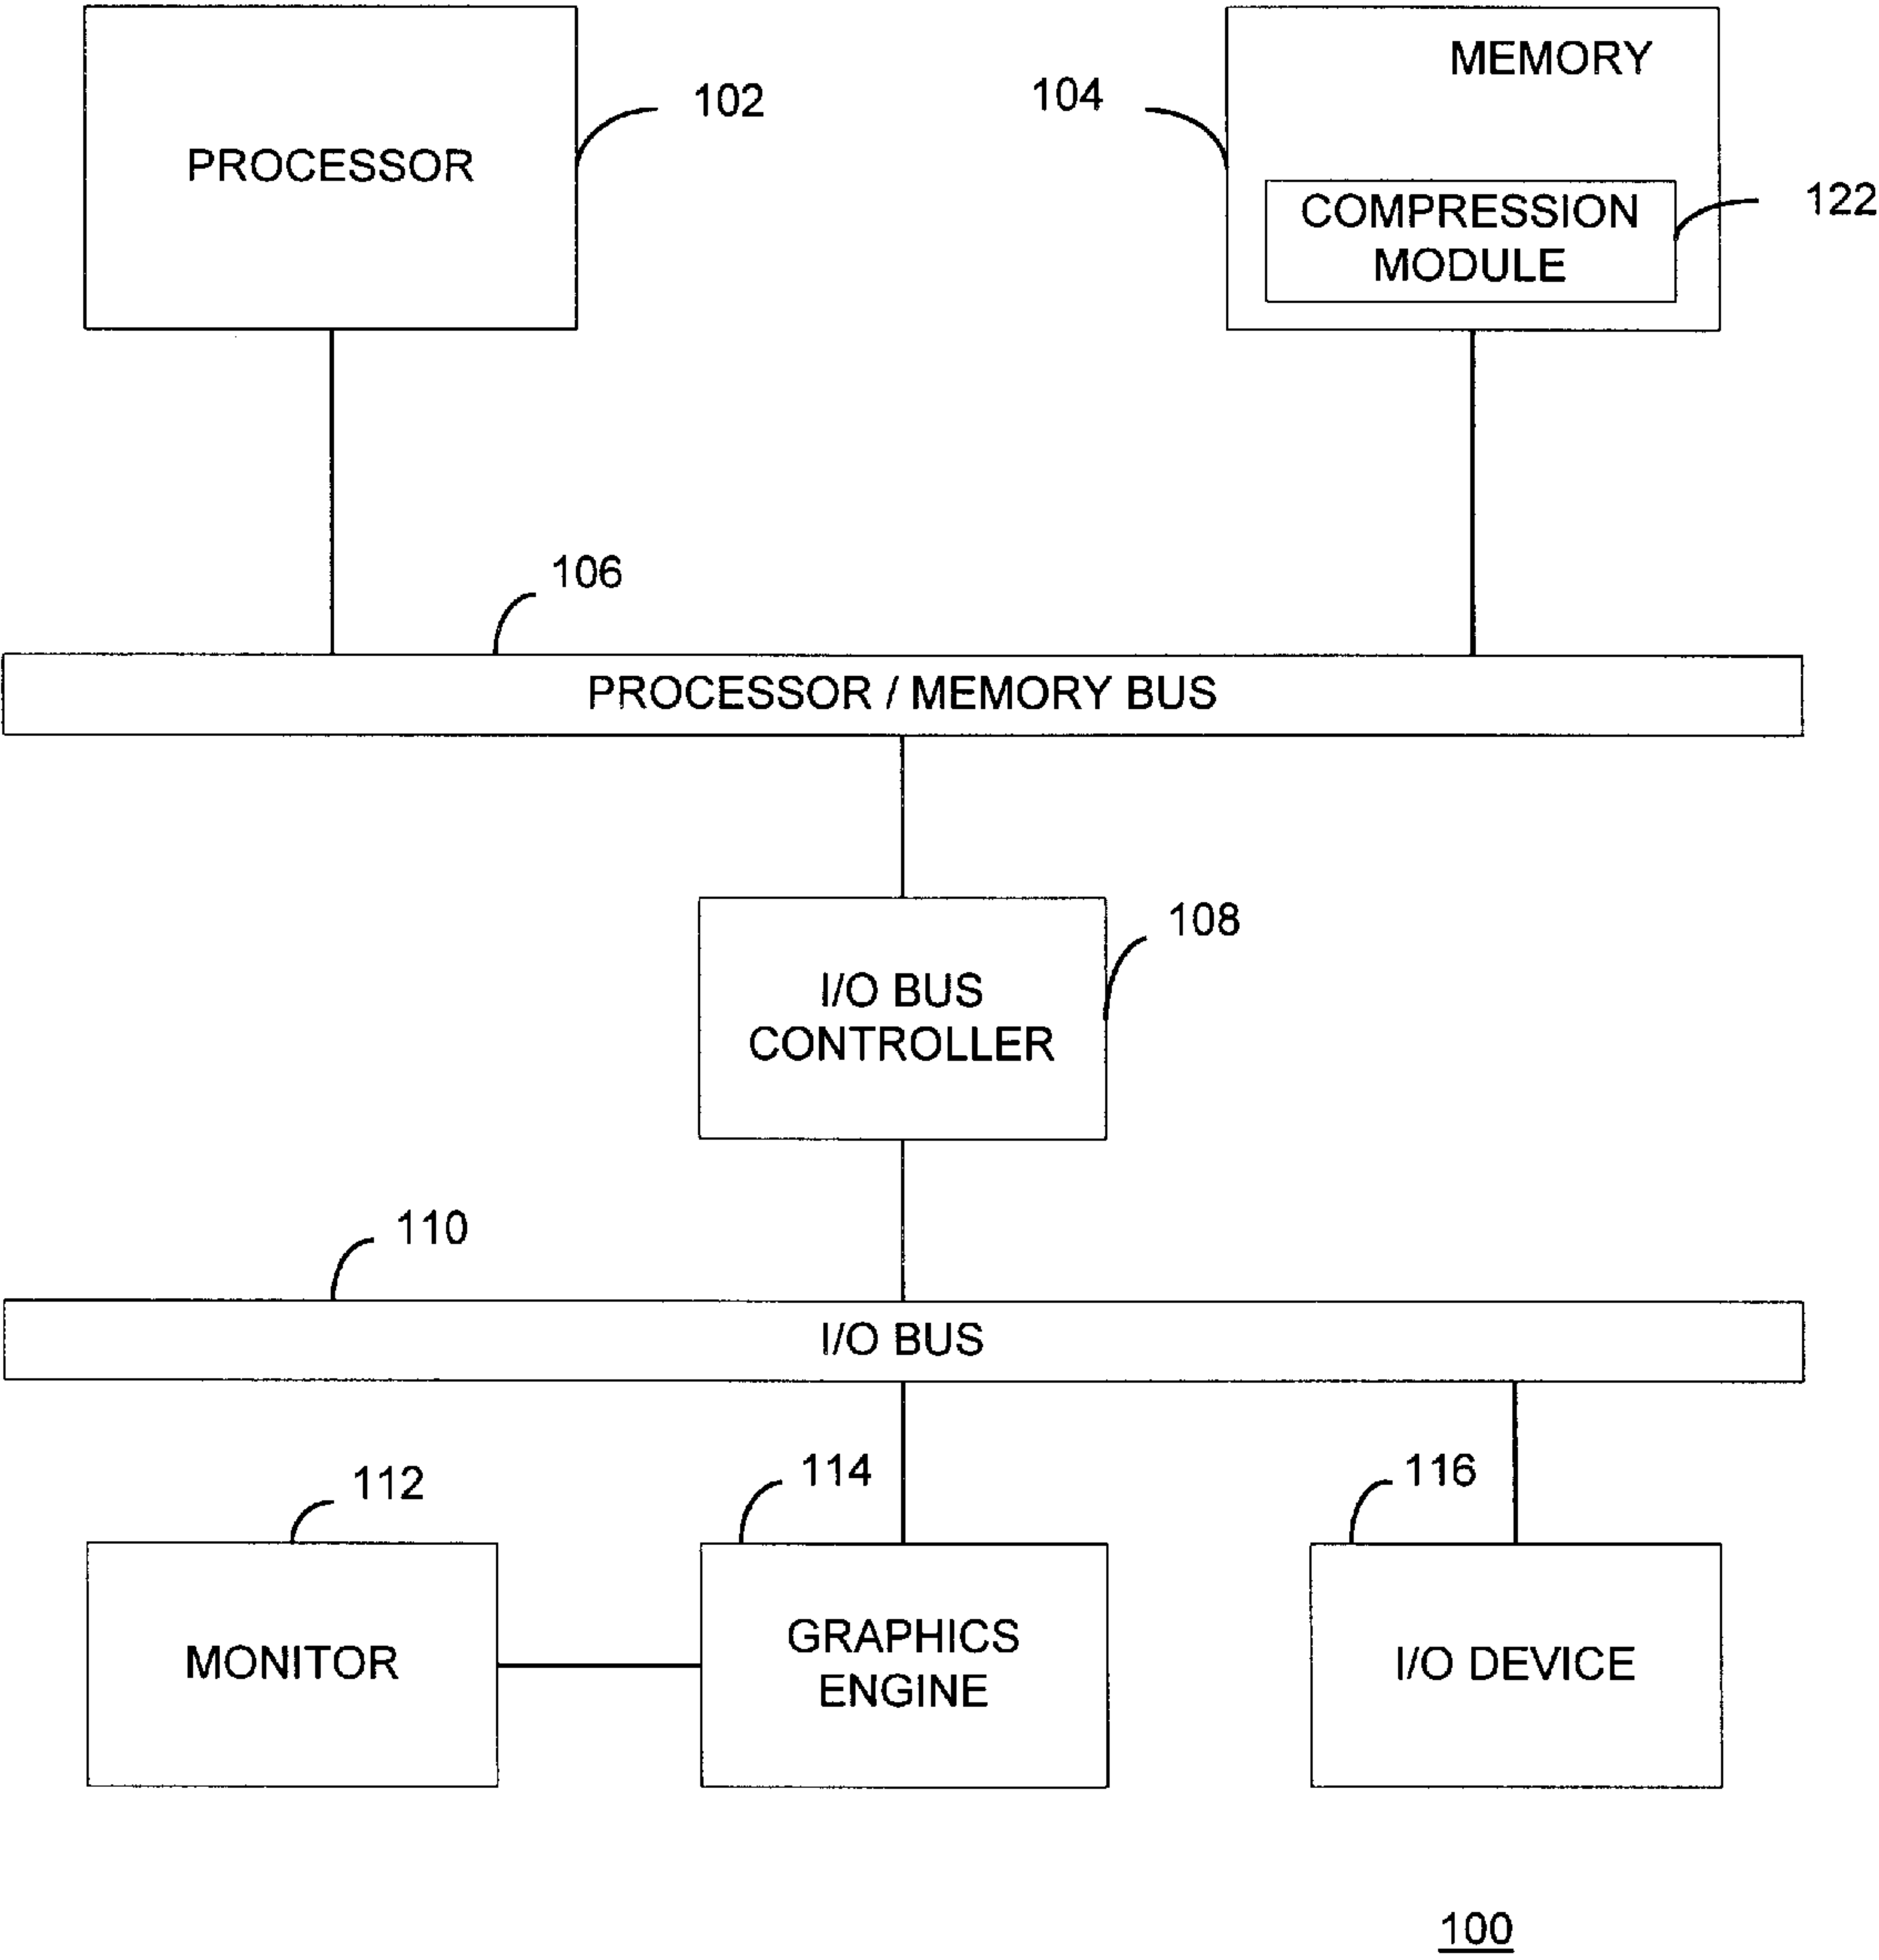 102
104
MEMORY
PROCESSOR
COMPRESSION
MODULE
122
106
PROCESSOR / MEMORY BUS
108
I/O BUS
CONTROLLER
110
I/O BUS
112
114
116
MONITOR
GRAPHICS
ENGINE
I/O DEVICE
100